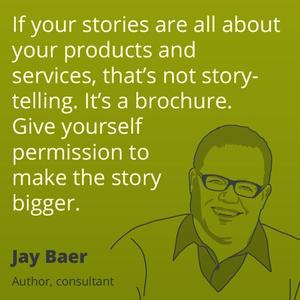 If your stories are all about
your products and
services, that’s not story-
telling. It’s a brochure.
Give yourself
permission to
make the story
bigger.
Jay Baer
Author, consultant